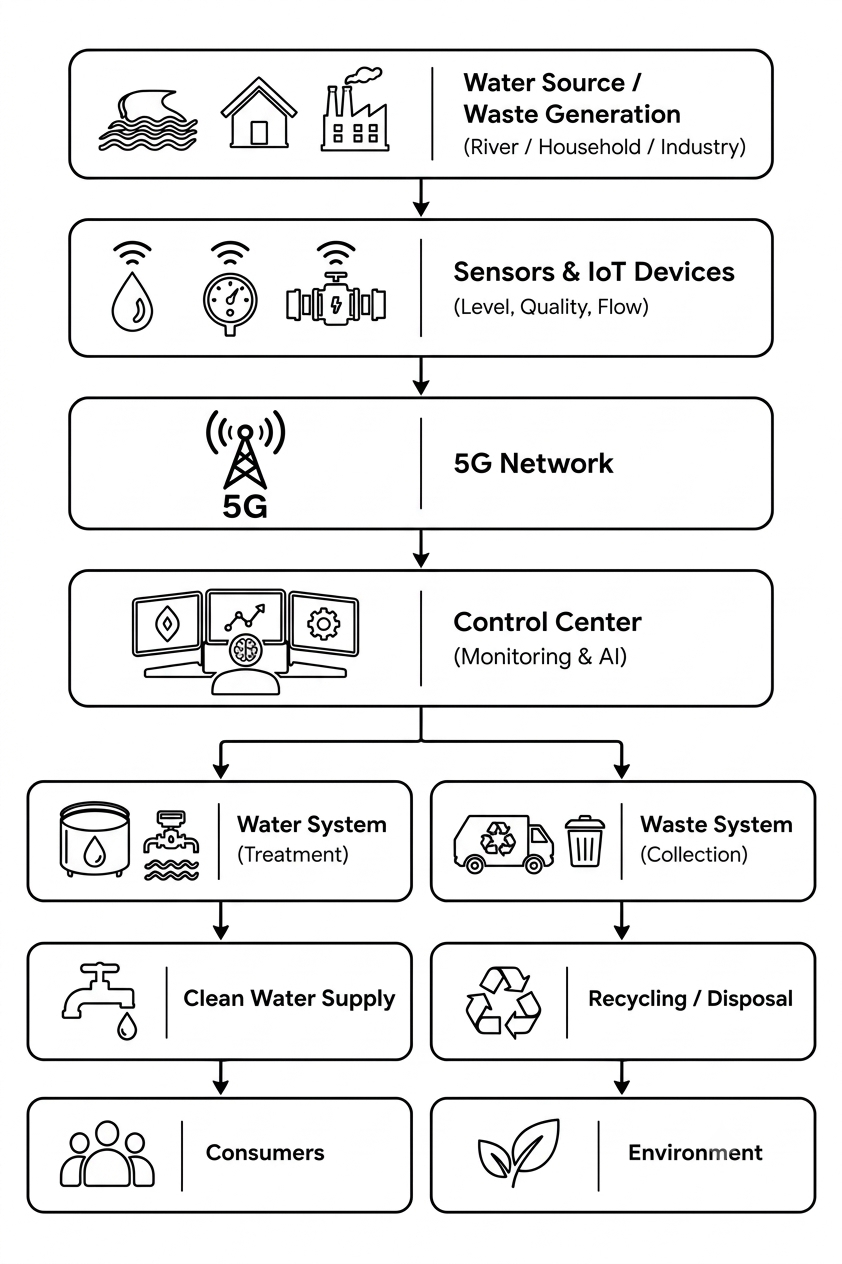 Water Source /
Waste Generation
(River / Household / Industry)
Sensors & IoT Devices
(Level, Quality, Flow)
5G
5G Network
Control Center
(Monitoring & AI)
Water System
(Treatment)
Waste System
(Collection)
Clean Water Supply
Recycling / Disposal
Consumers
Environment